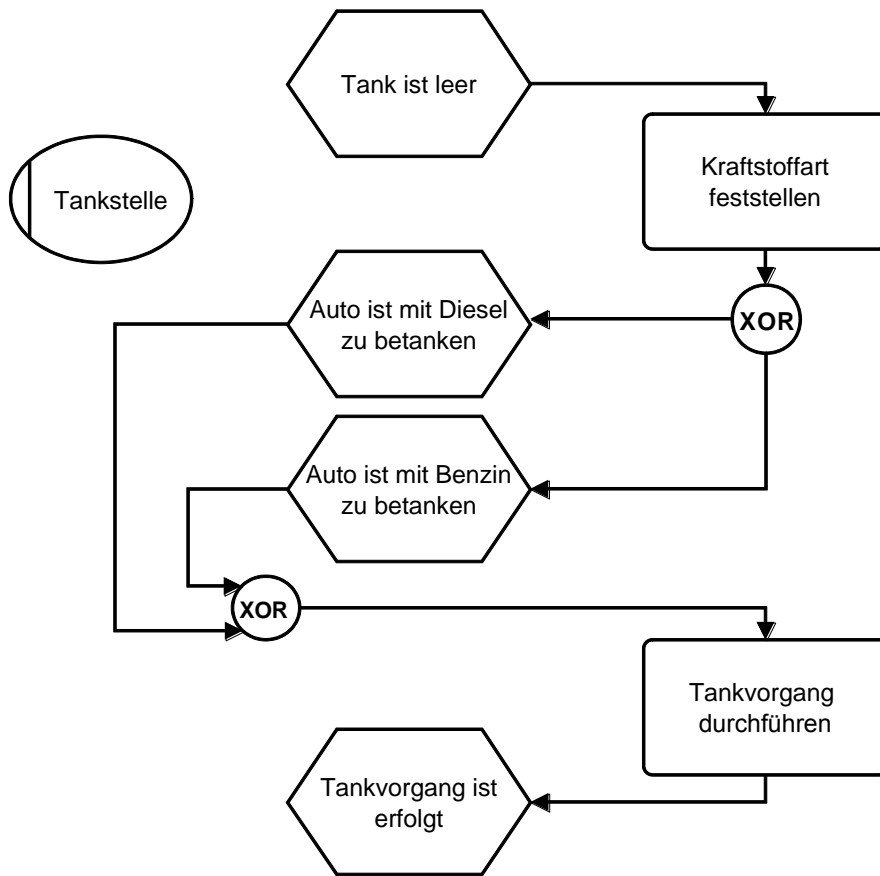 Tank ist leer
Kraftstoffart
feststellen
Tankstelle
Auto ist mit Diesel
zu betanken
XOR
Auto ist mit Benzin
zu betanken
XOR
Tankvorgang
durchführen
Tankvorgang ist
erfolgt